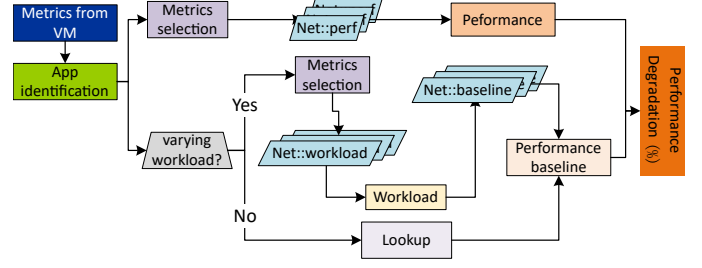 Metrics from
VM
Metrics
selection
Net::perf
Peformance
App
identification
Metrics
selection
Net::baseline
Performance
Degradation (%)
Yes
varying
workload?
Net::workload
Performance
baseline
Workload
No
Lookup